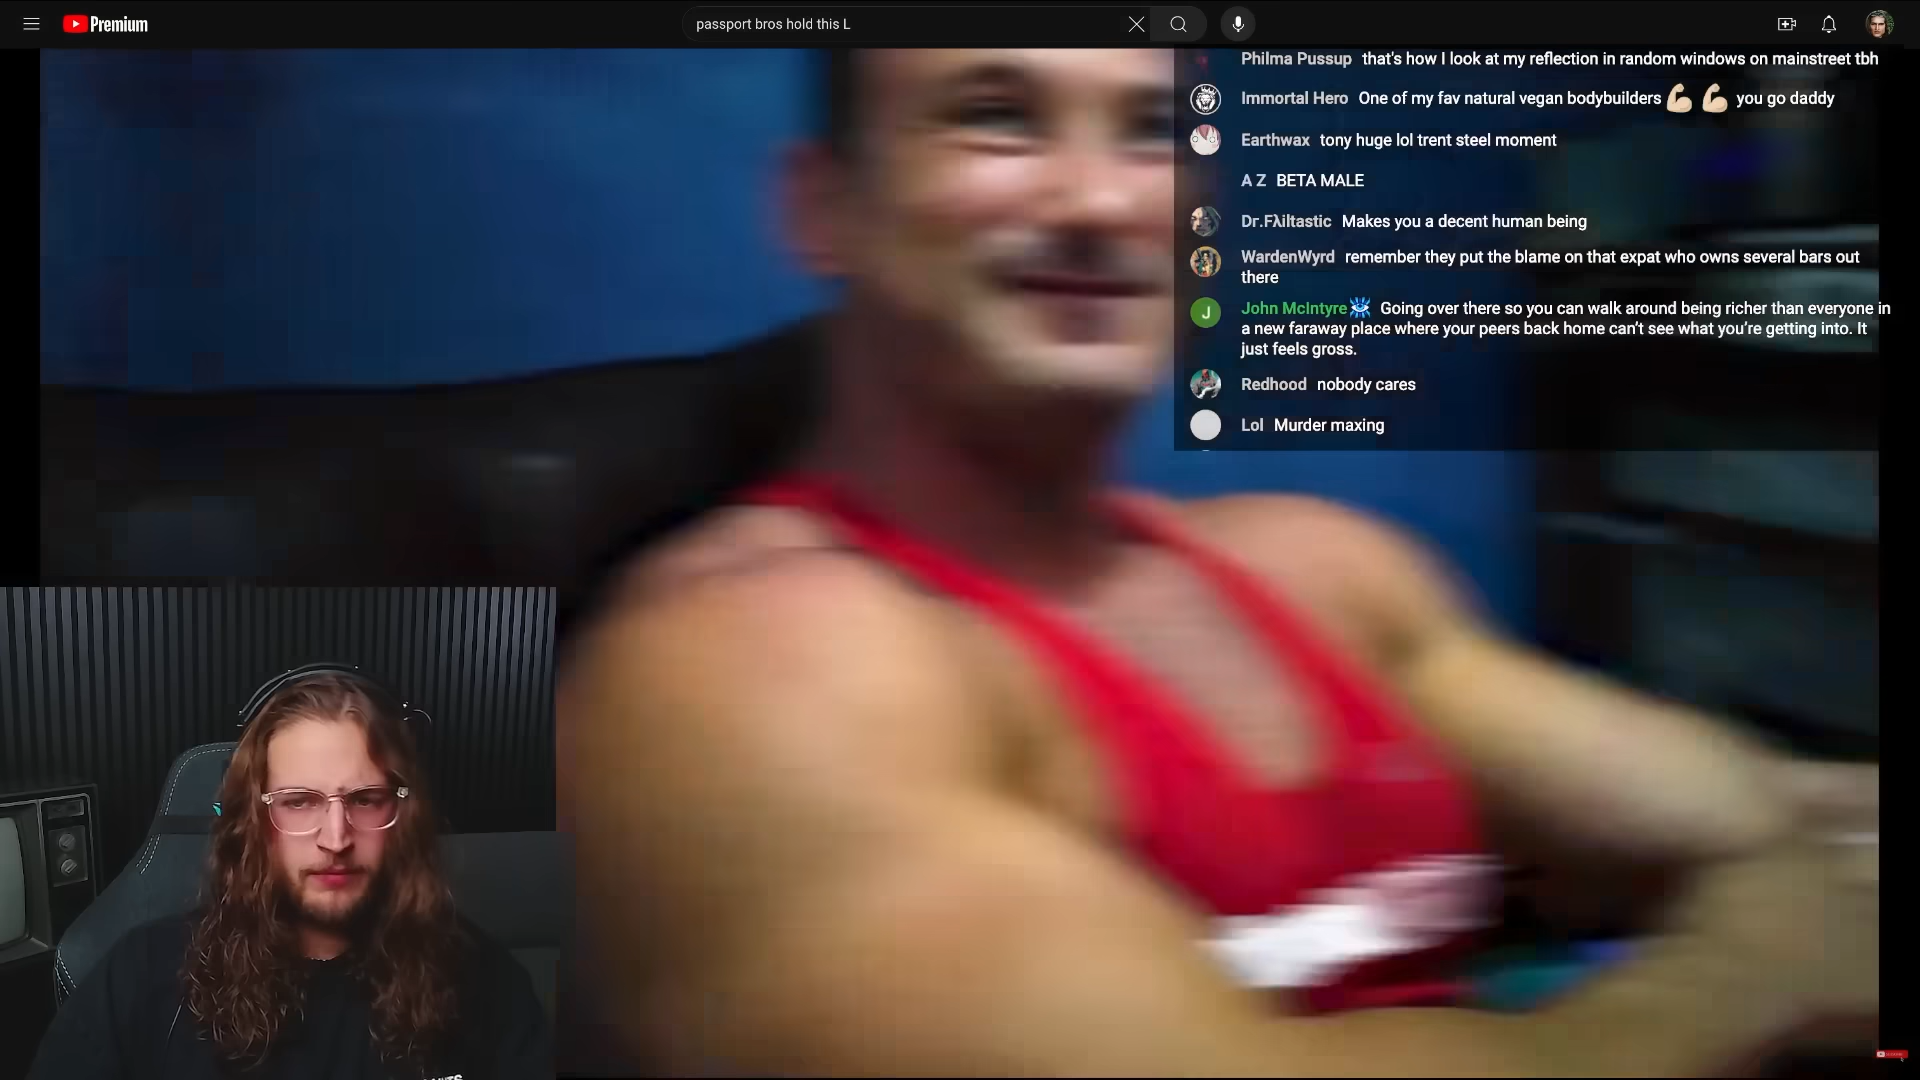 Premium
passport bros hold this L
Philma Pussup that's how I look at my reflection in random windows on mainstreet tbh
Immortal Hero One of my fav natural vegan bodybuilders 💪🏻 💪🏻 you go daddy
Earthwax tony huge lol trent steel moment
A Z BETA MALE
Dr.Fλiltastic Makes you a decent human being
WardenWyrd remember they put the blame on that expat who owns several bars out
there
J
John McIntyre Going over there so you can walk around being richer than everyone in
a new faraway place where your peers back home can’t see what you’re getting into. It
just feels gross.
Redhood nobody cares
Lol Murder maxing